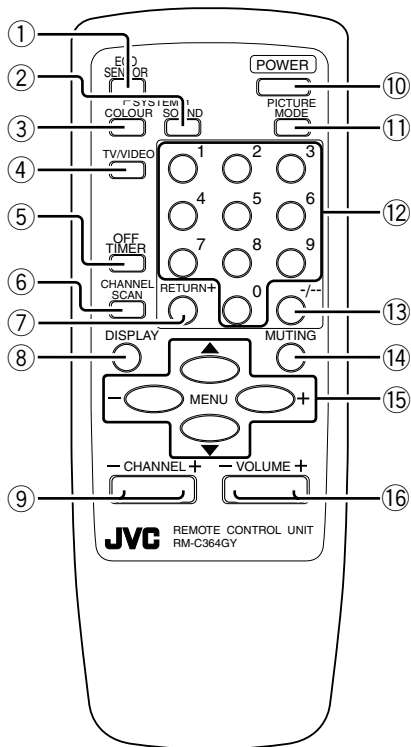 ①
ECO
SENSOR
②
SYSTEM
③
COLOUR
SOUND
POWER
⑩
PICTURE
MODE
⑪
④
TV/VIDEO
1
2
3
4
5
6
⑫
⑤
OFF
TIMER
7
8
9
⑥
CHANNEL
SCAN
RETURN+
0
-/--
⑦
⑬
⑧
DISPLAY
MUTING
⑭
▲
−
MENU
+
⑮
▼
− CHANNEL +
− VOLUME +
⑨
⑯
JVC
REMOTE CONTROL UNIT
RM-C364GY